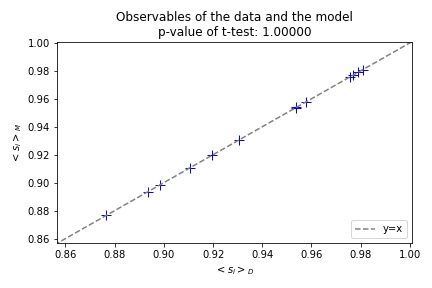 Observables of the data and the model
p-value of t-test: 1.00000
1.00
0.98
0.96
0.94
0.92
0.90
0.88
0.86
< s_i >_M
y=x
0.86 0.88 0.90 0.92 0.94 0.96 0.98 1.00
< s_i >_D